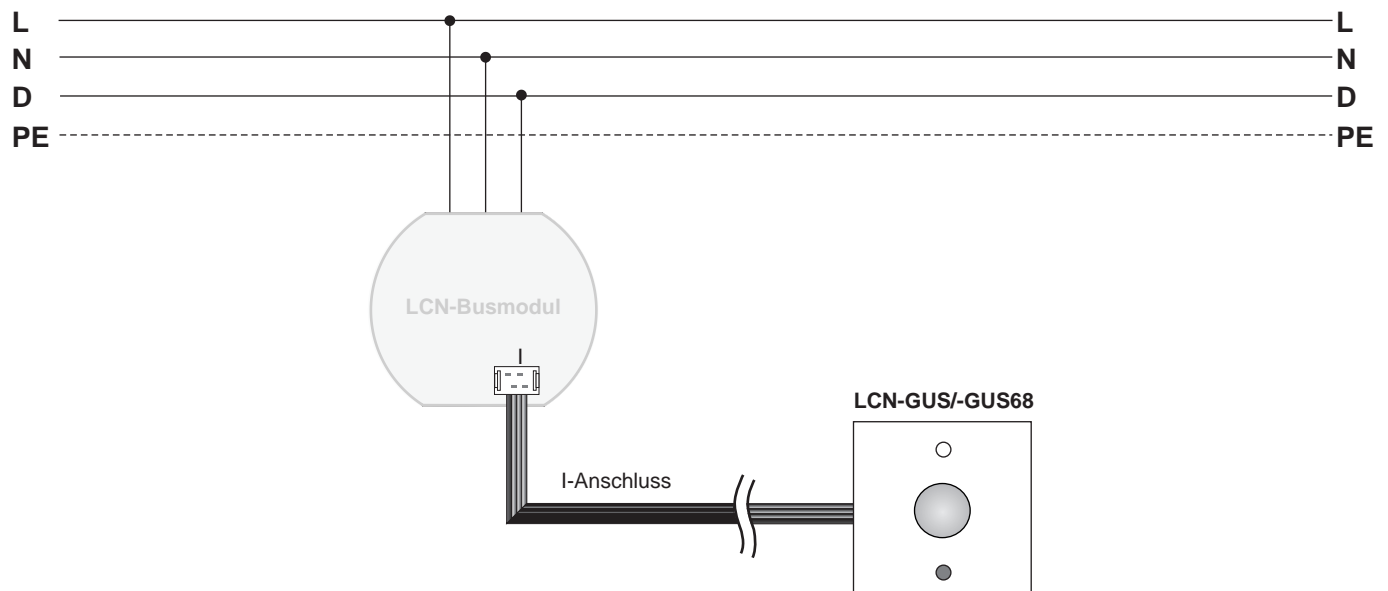 L L
N N
D D
PE PE
LCN-Busmodul
I
LCN-GUS/-GUS68
I-Anschluss